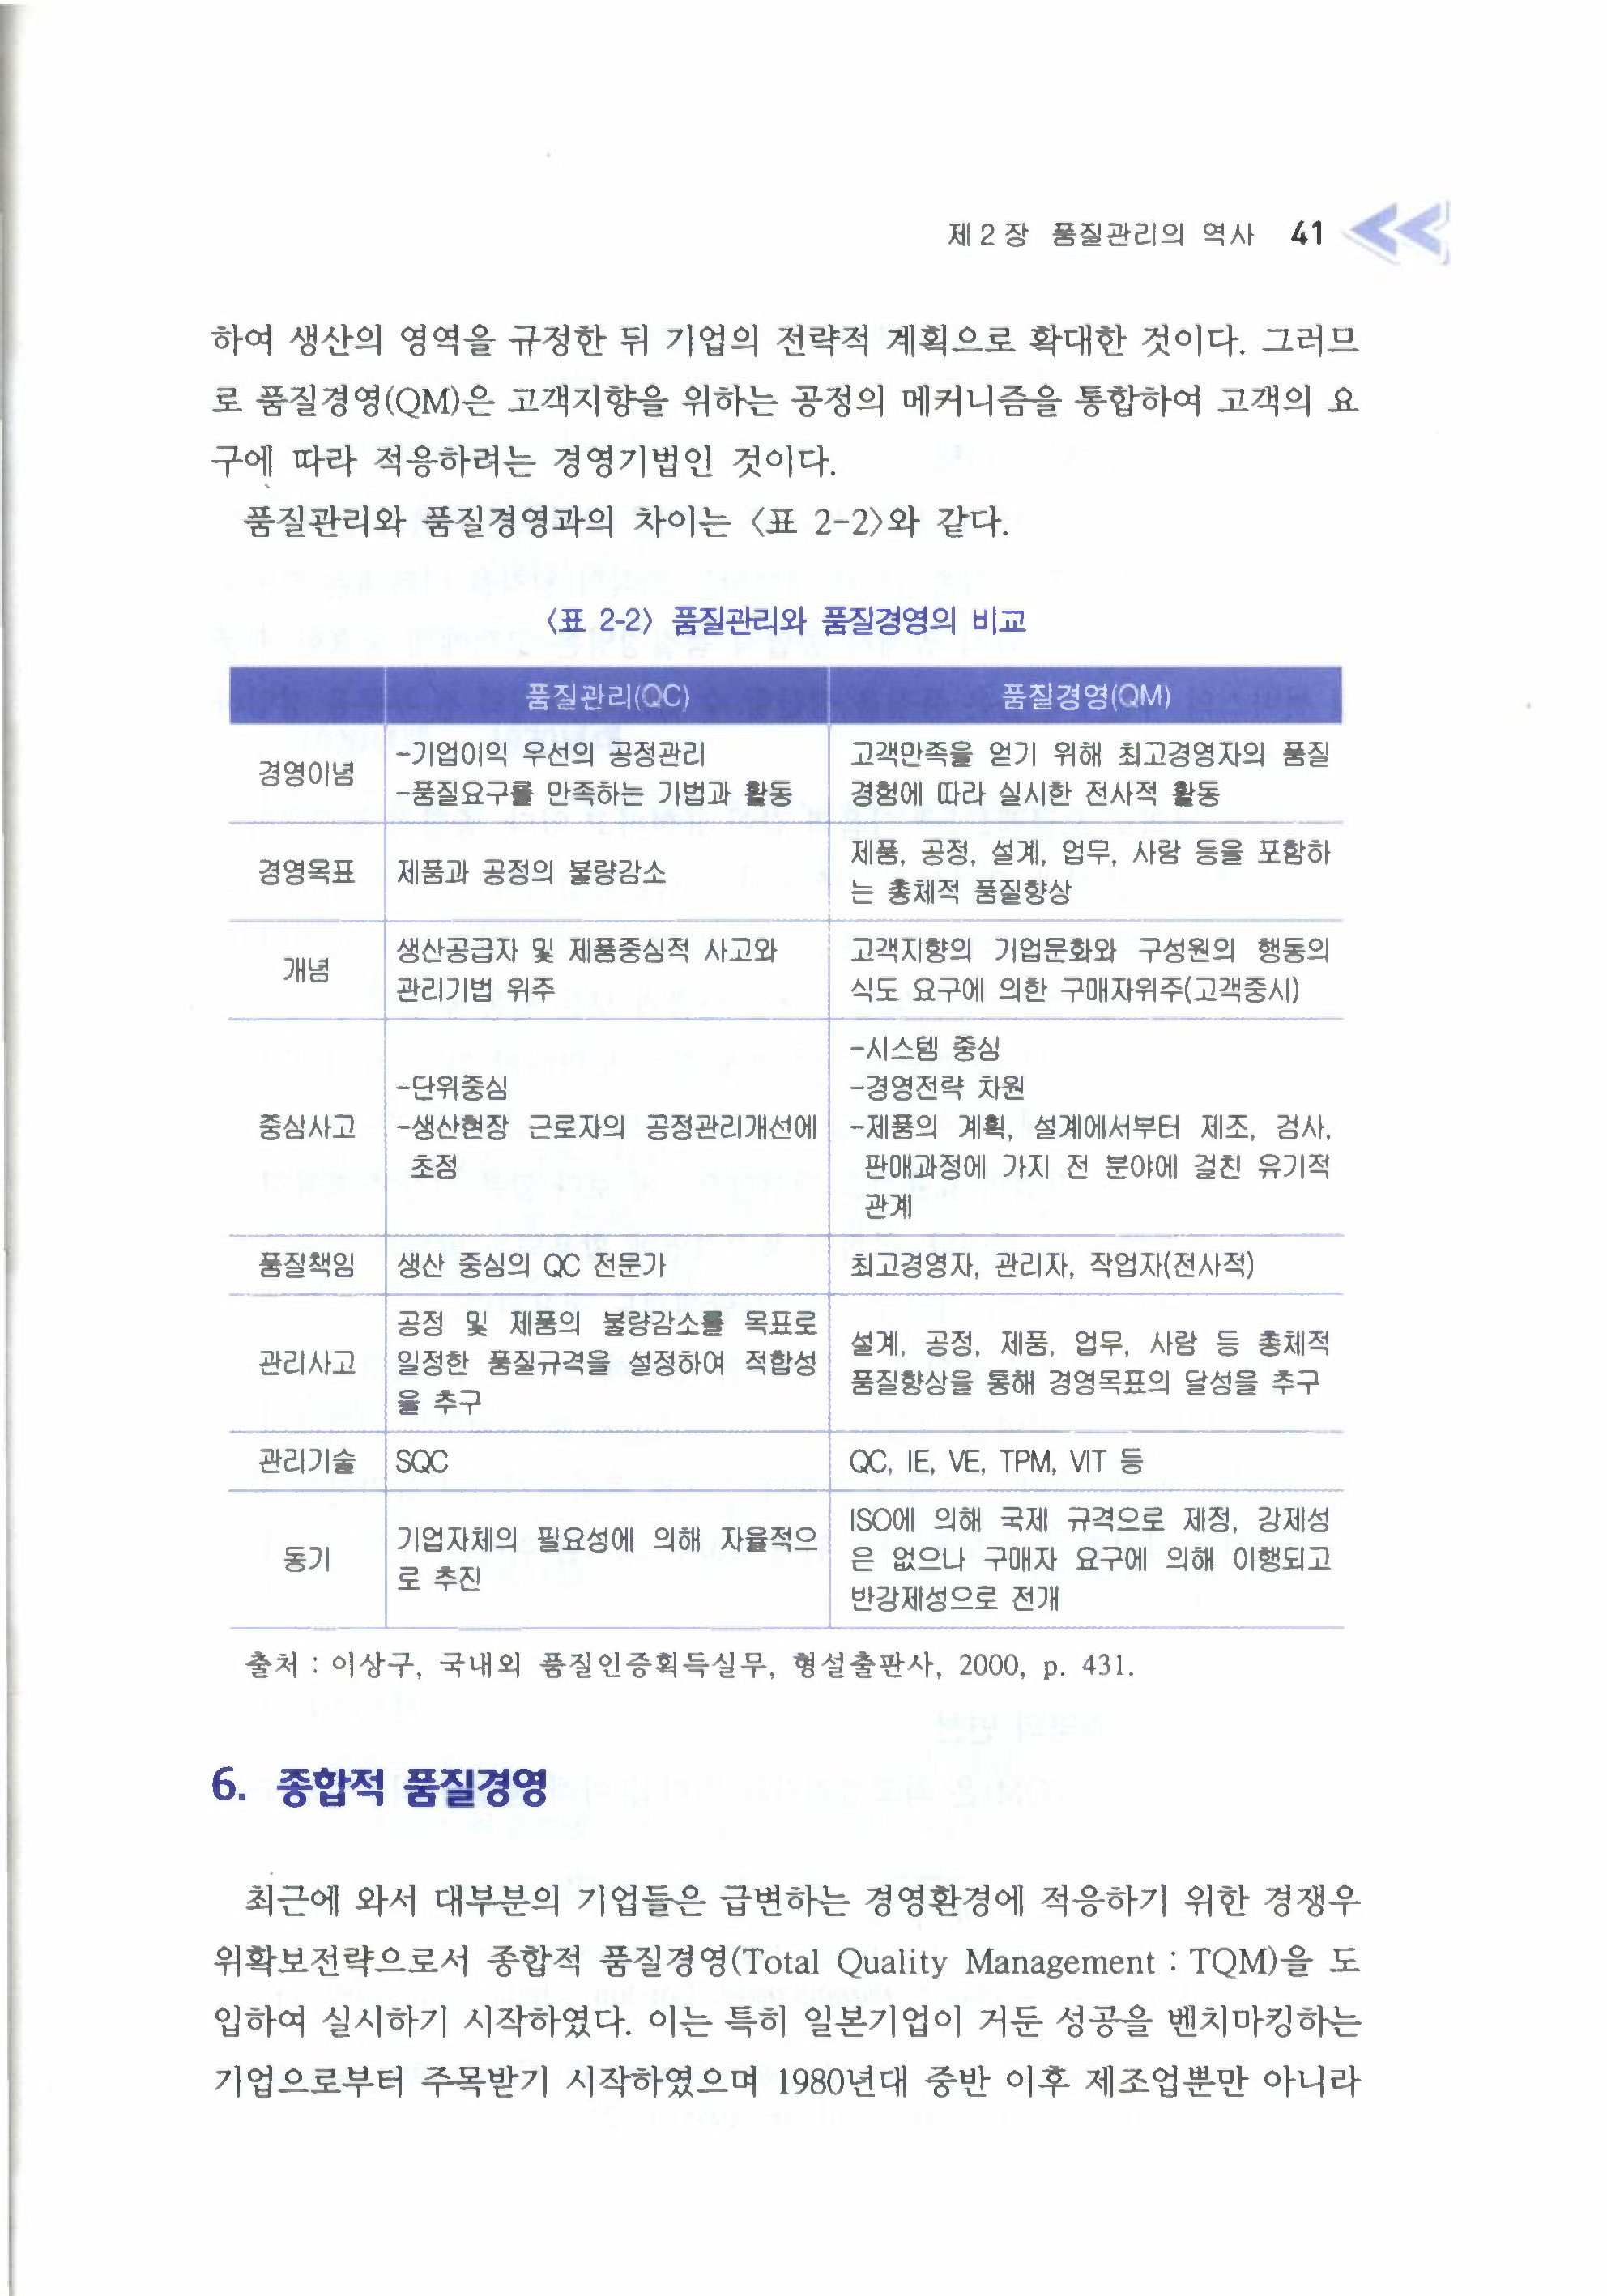 제 2 장 품질관리의 역사 41
하여 생산의 영역을 규정한 뒤 기업의 전략적 계획으로 확대한 것이다. 그러므
로 품질경영(QM)은 고객지향을 위하는 공정의 메커니즘을 통합하여 고객의 요
구에 따라 적응하려는 경영기법인 것이다.
품질관리와 품질경영과의 차이는 〈표 2-2〉와 같다.
〈표 2-2〉 품질관리와 품질경영의 비교
품질관리(QC) 품질경영(QM)
경영이념
-기업이익 우선의 공정관리
-품질요구를 만족하는 기법과 활동
고객만족을 얻기 위해 최고경영자의 품질
경험에 따라 실시한 전사적 활동
경영목표
제품과 공정의 불량감소
제품, 공정, 설계, 업무, 사람 등을 포함하
는 총체적 품질향상
개념
생산공급자 및 제품중심적 사고와
관리기법 위주
고객지향의 기업문화와 구성원의 행동의
식도 요구에 의한 구매자위주(고객중시)
중심사고
-단위중심
-생산현장 근로자의 공정관리개선에
초점
-시스템 중심
-경영전략 차원
-제품의 계획, 설계에서부터 제조, 검사,
판매과정에 가지 전 분야에 걸친 유기적
관계
품질책임
생산 중심의 QC 전문가
최고경영자, 관리자, 작업자(전사적)
관리사고
공정 및 제품의 불량감소를 목표로
일정한 품질규격을 설정하여 적합성
을 추구
설계, 공정, 제품, 업무, 사람 등 총체적
품질향상을 통해 경영목표의 달성을 추구
관리기술
SQC
QC, IE, VE, TPM, VIT 등
동기
기업자체의 필요성에 의해 자율적으
로 추진
ISO에 의해 국제 규격으로 제정, 강제성
은 없으나 구매자 요구에 의해 이행되고
반강제성으로 전개
출처 : 이상구, 국내외 품질인증획득실무, 형설출판사, 2000, p. 431.
6. 종합적 품질경영
최근에 와서 대부분의 기업들은 급변하는 경영환경에 적응하기 위한 경쟁우
위확보전략으로서 종합적 품질경영(Total Quality Management : TQM)을 도
입하여 실시하기 시작하였다. 이는 특히 일본기업이 거둔 성공을 벤치마킹하는
기업으로부터 주목받기 시작하였으며 1980년대 중반 이후 제조업뿐만 아니라